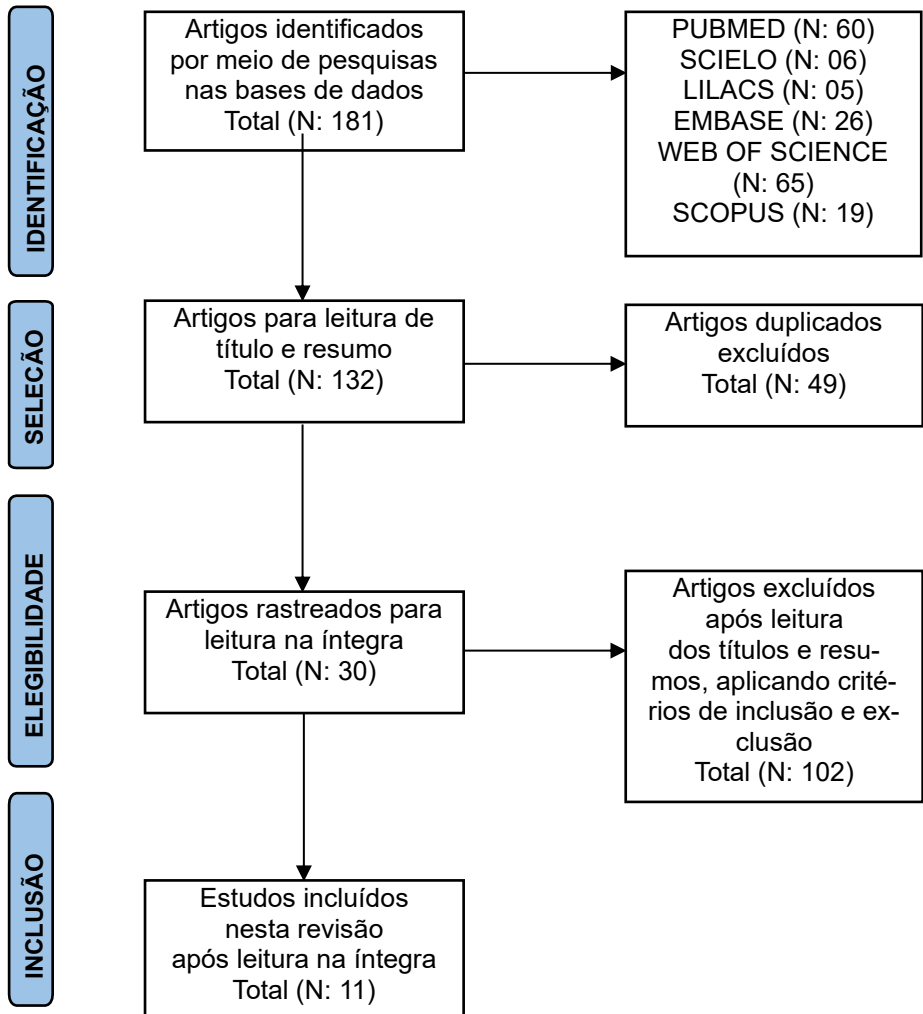 IDENTIFICAÇÃO
Artigos identificados
por meio de pesquisas
nas bases de dados
Total (N: 181)
PUBMED (N: 60)
SCIELO (N: 06)
LILACS (N: 05)
EMBASE (N: 26)
WEB OF SCIENCE
(N: 65)
SCOPUS (N: 19)
SELECÃO
Artigos para leitura de
título e resumo
Total (N: 132)
Artigos duplicados
excluídos
Total (N: 49)
ELEGIBILIDADE
Artigos rastreados para
leitura na íntegra
Total (N: 30)
Artigos excluídos
após leitura
dos títulos e resu-
mos, aplicando crité-
rios de inclusão e ex-
clusão
Total (N: 102)
INCLUSÃO
Estudos incluídos
nesta revisão
após leitura na íntegra
Total (N: 11)